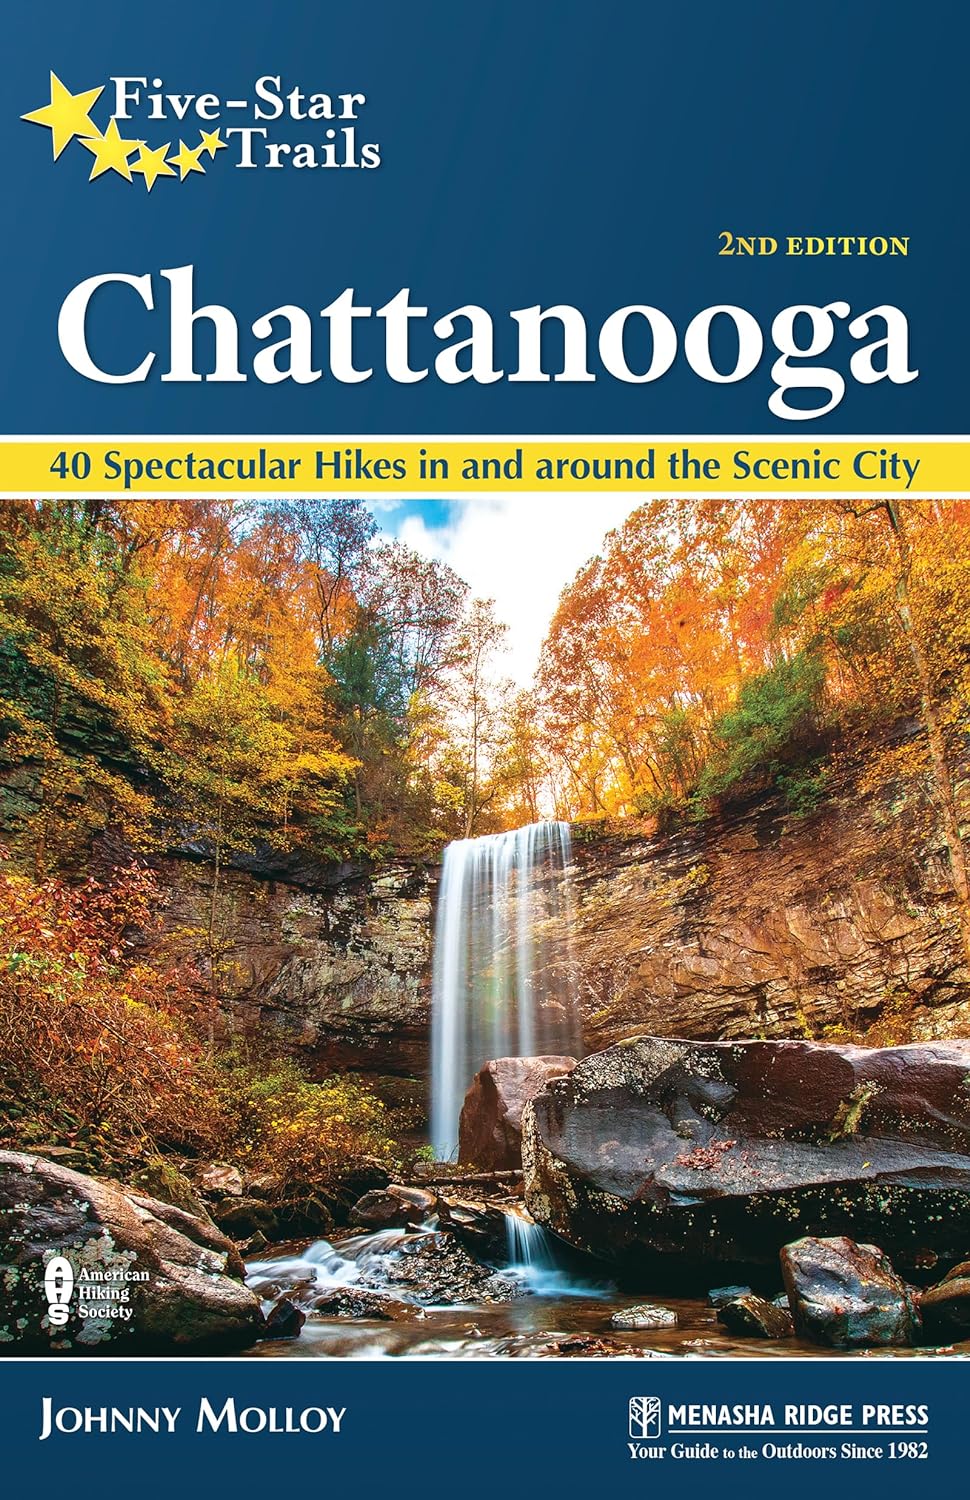 Five-Star
Trails
2ND EDITION
Chattanooga
40 Spectacular Hikes in and around the Scenic City
AHS
American
Hiking
Society
JOHNNY MOLLOY
MENASHA RIDGE PRESS
Your Guide to the Outdoors Since 1982